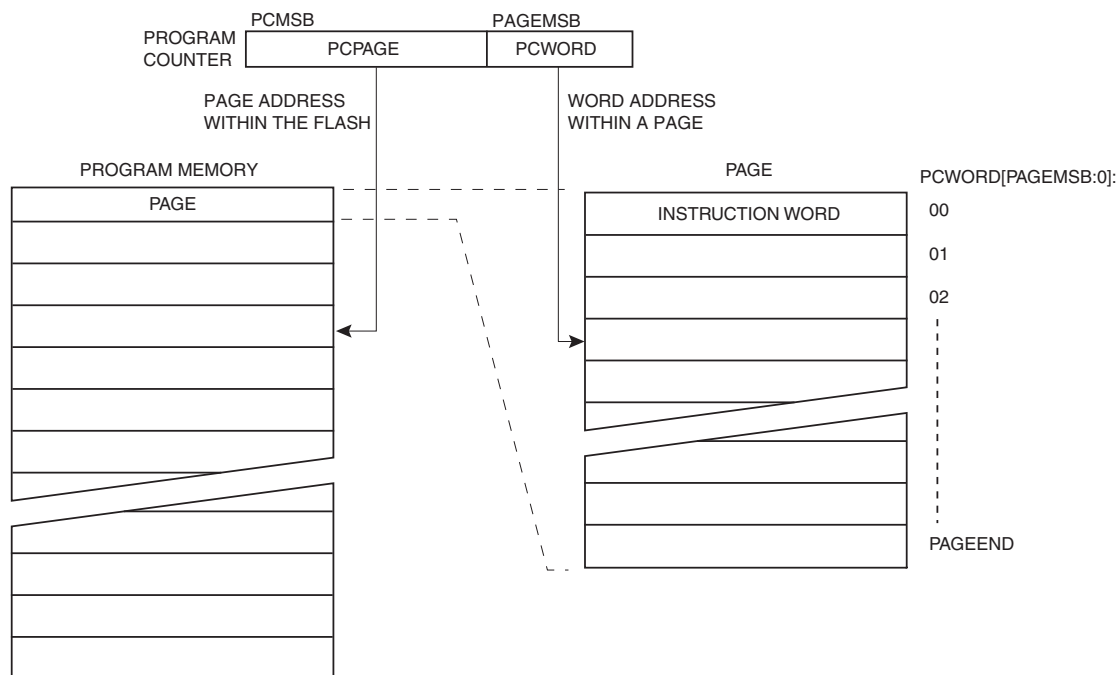 PCMSB
PAGEMSB
PROGRAM
COUNTER
PCPAGE
PCWORD
PAGE ADDRESS
WITHIN THE FLASH
WORD ADDRESS
WITHIN A PAGE
PROGRAM MEMORY
PAGE
PAGE
PCWORD[PAGEMSB:0]:
INSTRUCTION WORD
00
01
02
PAGEEND